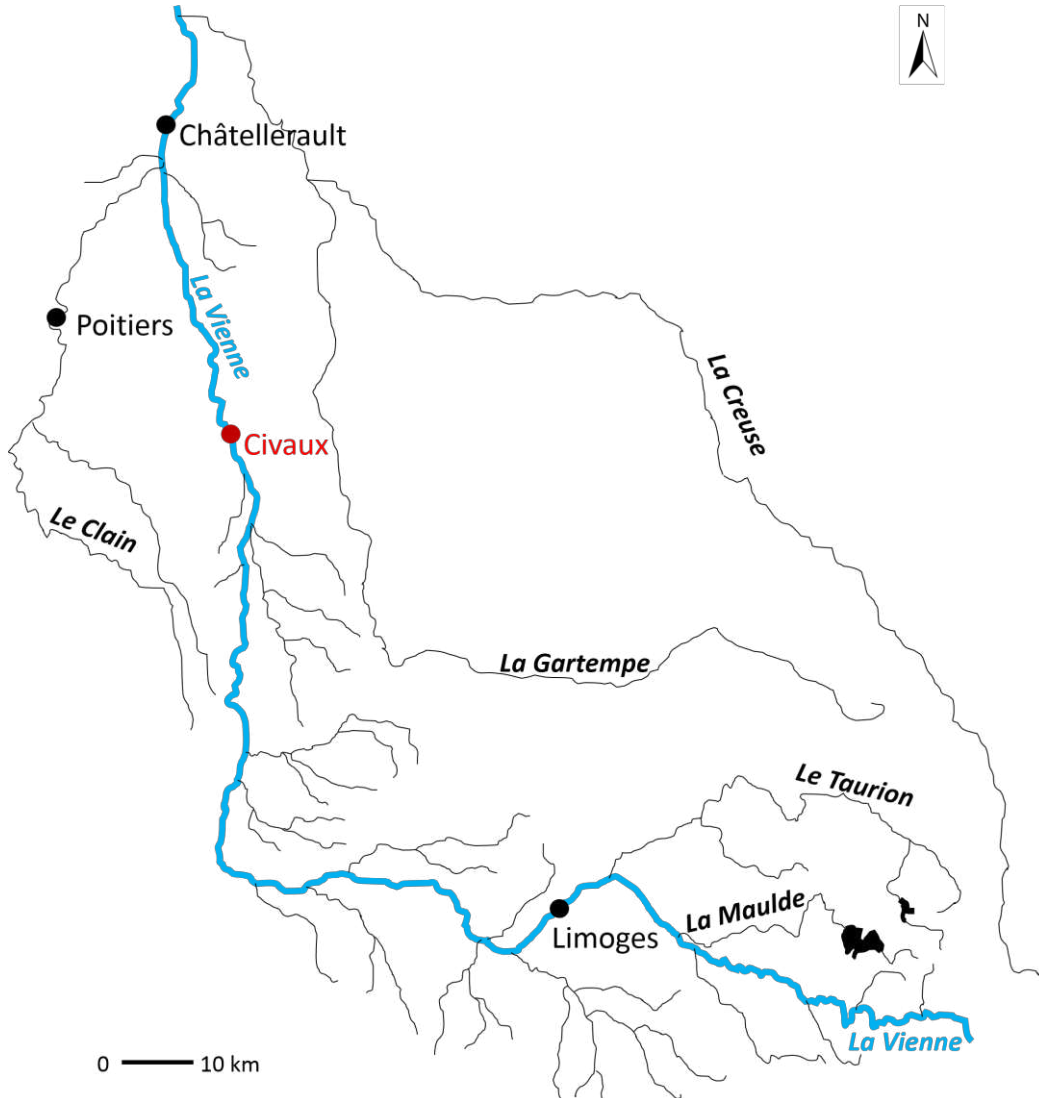 N
Châtellerault
La Vienne
Poitiers
La Creuse
Civaux
Le Clain
La Gartempe
Le Taurion
La Maulde
Limoges
La Vienne
0 10 km